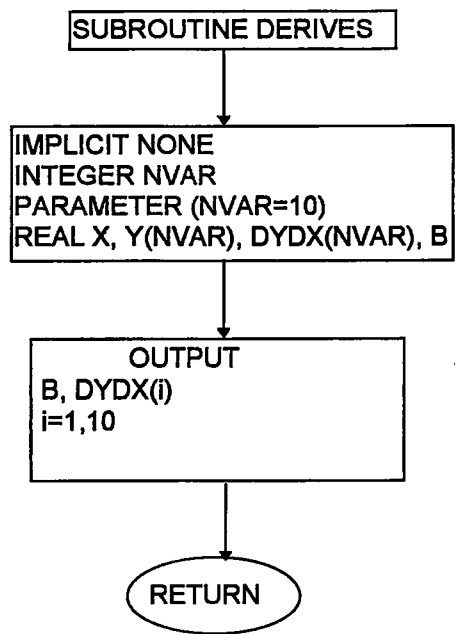 SUBROUTINE DERIVES
IMPLICIT NONE
INTEGER NVAR
PARAMETER (NVAR=10)
REAL X, Y(NVAR), DYDX(NVAR), B
OUTPUT
B, DYDX(i)
i=1,10
RETURN